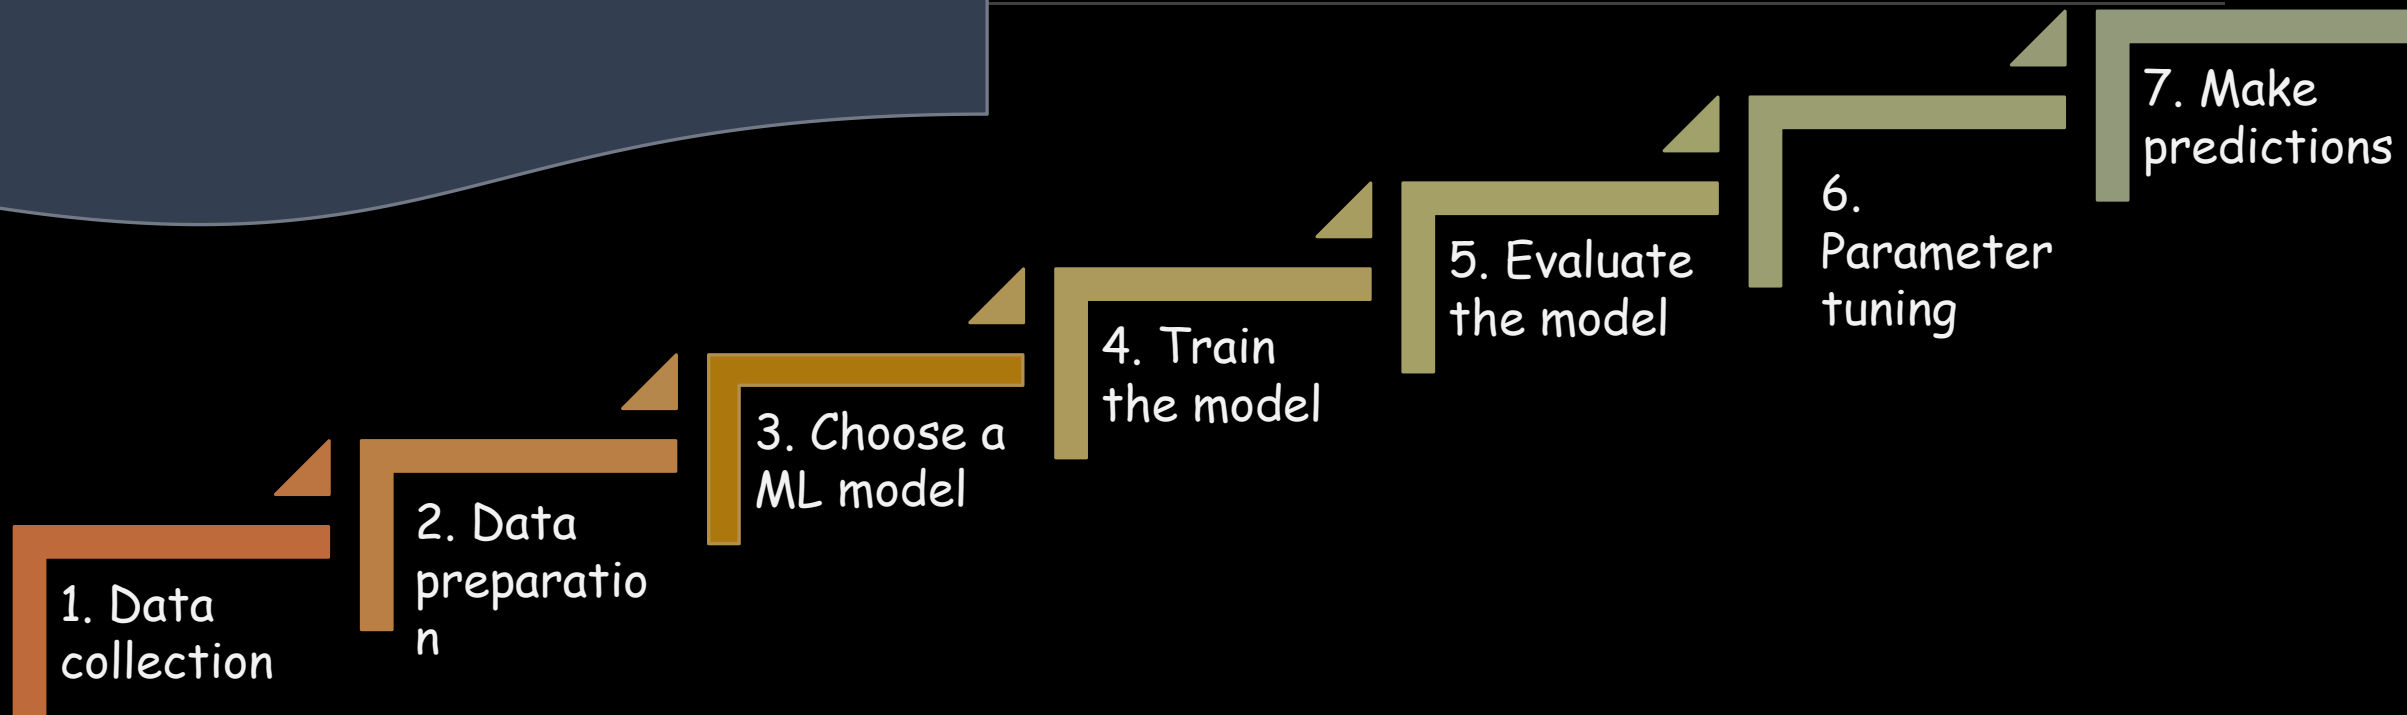 1. Data
collection
2. Data
preparatio
n
3. Choose a
ML model
4. Train
the model
5. Evaluate
the model
6.
Parameter
tuning
7. Make
predictions